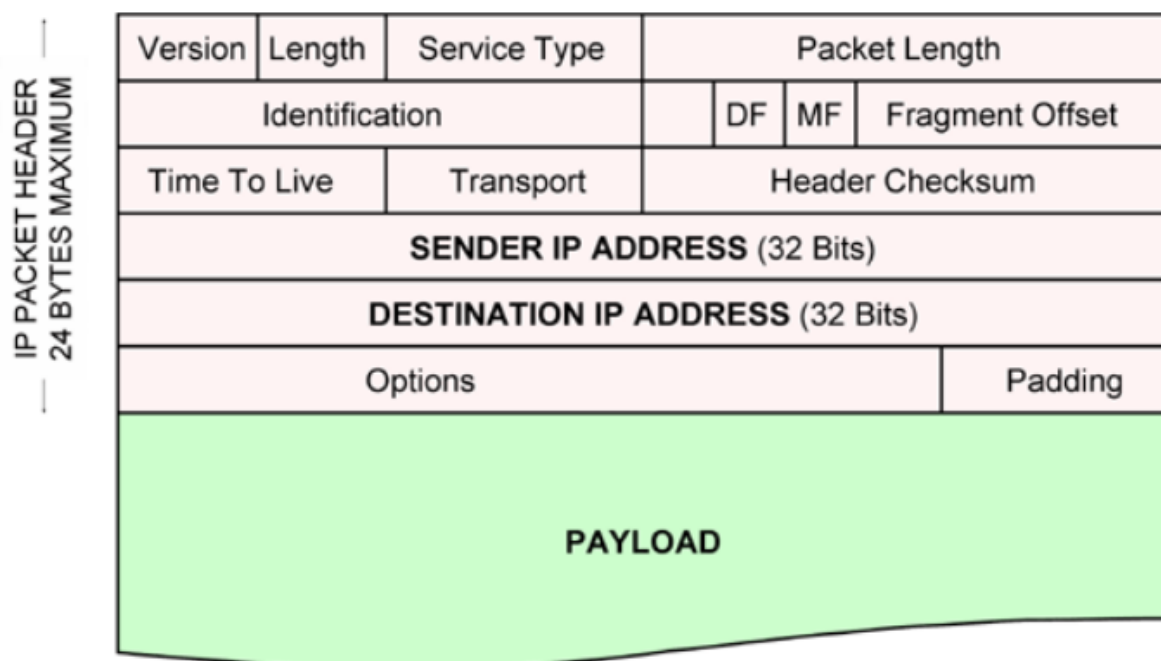 IP PACKET HEADER
24 BYTES MAXIMUM
Version Length Service Type Packet Length
Identification DF MF Fragment Offset
Time To Live Transport Header Checksum
SENDER IP ADDRESS (32 Bits)
DESTINATION IP ADDRESS (32 Bits)
Options Padding
PAYLOAD